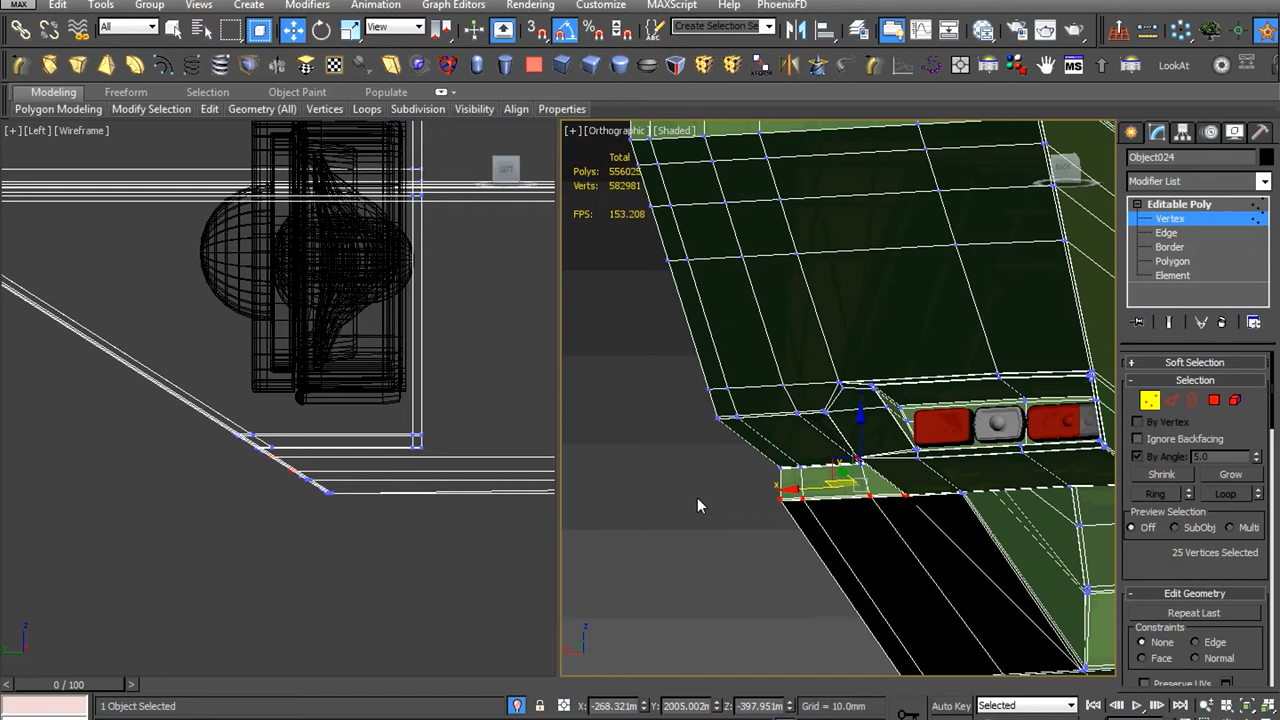 MAX Edit Tools Group Views Create Modifiers Animation Graph Editors Rendering Customize MAXScript Help PhoenixFD
All View 3 Create Selection Se
MS LookAt
Modeling Freeform Selection Object Paint Populate
Polygon Modeling Modify Selection Edit Geometry (All) Vertices Loops Subdivision Visibility Align Properties
[+] [Left] [Wireframe] [+] [Orthographic] [Shaded]
LEFT
Total
Polys: 556025
Verts: 582981
FPS: 153.208
Object024
Modifier List
Editable Poly
Vertex
Edge
Border
Polygon
Element
Soft Selection
Selection
By Vertex
Ignore Backfacing
By Angle: 5.0
Shrink Grow
Ring Loop
Preview Selection
Off SubObj Multi
25 Vertices Selected
Edit Geometry
Repeat Last
Constraints
None Edge
Face Normal
Preserve UVs
x
y
z
z
0 / 100
1 Object Selected X: -268.321m Y: 2005.002m Z: -397.951m Grid = 10.0mm Auto Key Selected